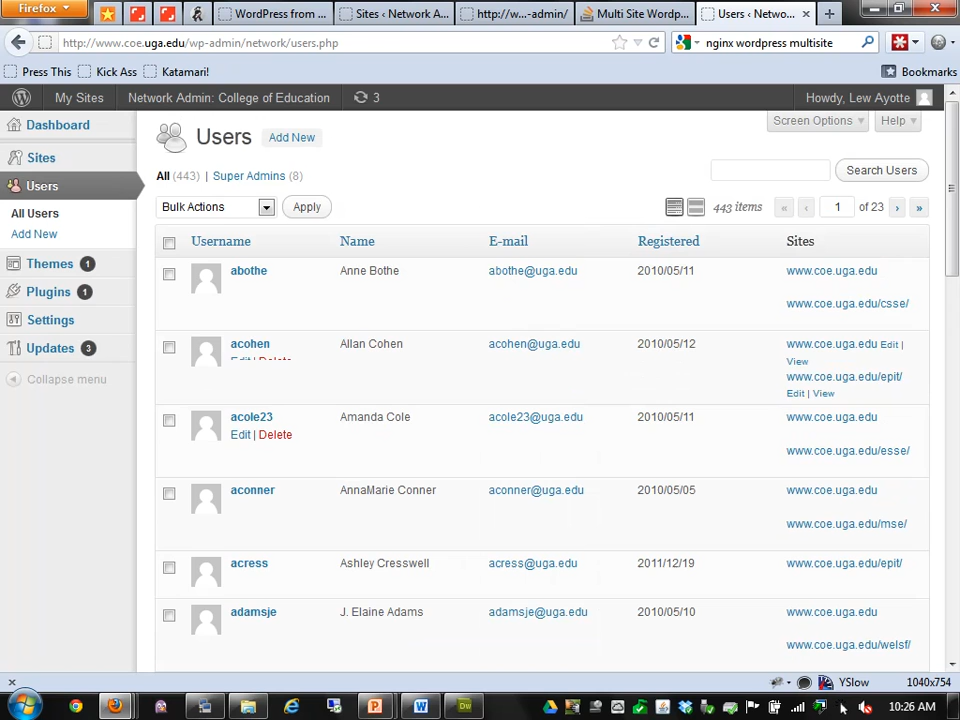 Firefox
WordPress from ...
Sites ‹ Network A...
http://w...-admin/
Multi Site Wordp...
Users ‹ Netwo...
http://www.coe.uga.edu/wp-admin/network/users.php
nginx wordpress multisite
Press This
Kick Ass
Katamari!
Bookmarks
My Sites
Network Admin: College of Education
3
Howdy, Lew Ayotte
Dashboard
Sites
Users
All Users
Add New
Themes 1
Plugins 1
Settings
Updates 3
Collapse menu
Users Add New
Screen Options
Help
All (443) | Super Admins (8)
Search Users
Bulk Actions
Apply
443 items « ‹ 1 of 23 › »
Username Name E-mail Registered Sites
abothe Anne Bothe abothe@uga.edu 2010/05/11 www.coe.uga.edu
www.coe.uga.edu/csse/
acohen Allan Cohen acohen@uga.edu 2010/05/12 www.coe.uga.edu Edit |
Edit | Delete View
www.coe.uga.edu/epit/
Edit | View
acole23 Amanda Cole acole23@uga.edu 2010/05/11 www.coe.uga.edu
Edit | Delete
www.coe.uga.edu/esse/
aconner AnnaMarie Conner aconner@uga.edu 2010/05/05 www.coe.uga.edu
www.coe.uga.edu/mse/
acress Ashley Cresswell acress@uga.edu 2011/12/19 www.coe.uga.edu/epit/
adamsje J. Elaine Adams adamsje@uga.edu 2010/05/10 www.coe.uga.edu
www.coe.uga.edu/welsf/
YSlow
1040x754
10:26 AM